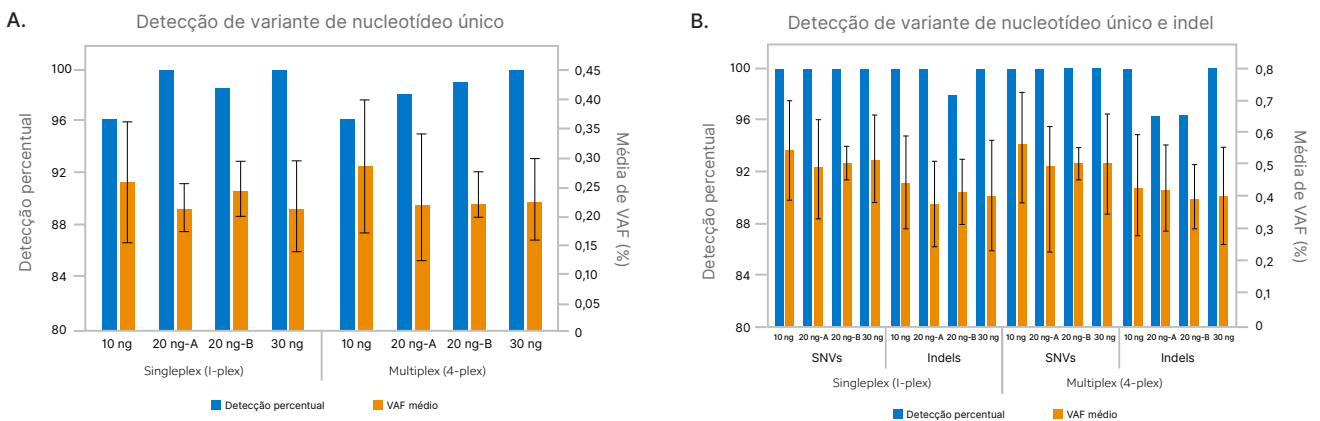 A.
Detecção de variante de nucleotídeo único
Detecção percentual
100
96
92
88
84
80
0,45
0,40
0,35
0,30
0,25
0,20
0,15
0,10
0,05
0
Média de VAF (%)
10 ng 20 ng-A 20 ng-B 30 ng 10 ng 20 ng-A 20 ng-B 30 ng
Singleplex (I-plex) Multiplex (4-plex)
Detecção percentual VAF médio
B.
Detecção de variante de nucleotídeo único e indel
Detecção percentual
100
96
92
88
84
80
0,8
0,7
0,6
0,5
0,4
0,3
0,2
0,1
0
Média de VAF (%)
10 ng 20 ng-A 20 ng-B 30 ng 10 ng 20 ng-A 20 ng-B 30 ng 10 ng 20 ng-A 20 ng-B 30 ng 10 ng 20 ng-A 20 ng-B 30 ng
SNVs Indels SNVs Indels
Singleplex (I-plex) Multiplex (4-plex)
Detecção percentual VAF médio